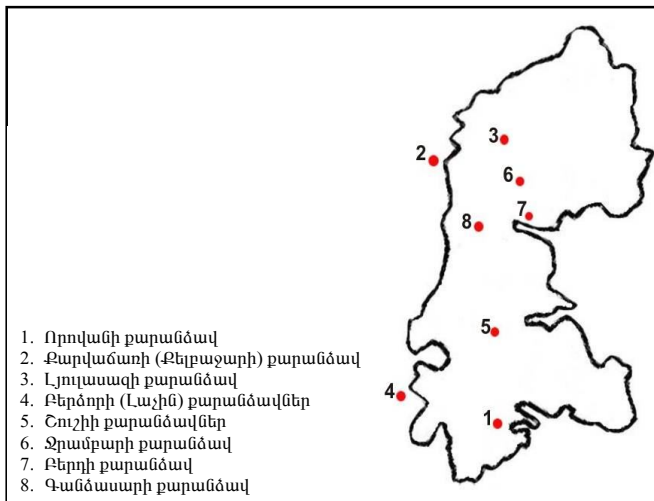 3
2
6
7
8
5
4
1
1. Որովանի քարանձավ
2. Քարվաճառի (Քելբաջարի) քարանձավ
3. Լյուլասազի քարանձավ
4. Բերձորի (Լաչին) քարանձավներ
5. Շուշիի քարանձավներ
6. Ջրամբարի քարանձավ
7. Բերդի քարանձավ
8. Գանձասարի քարանձավ